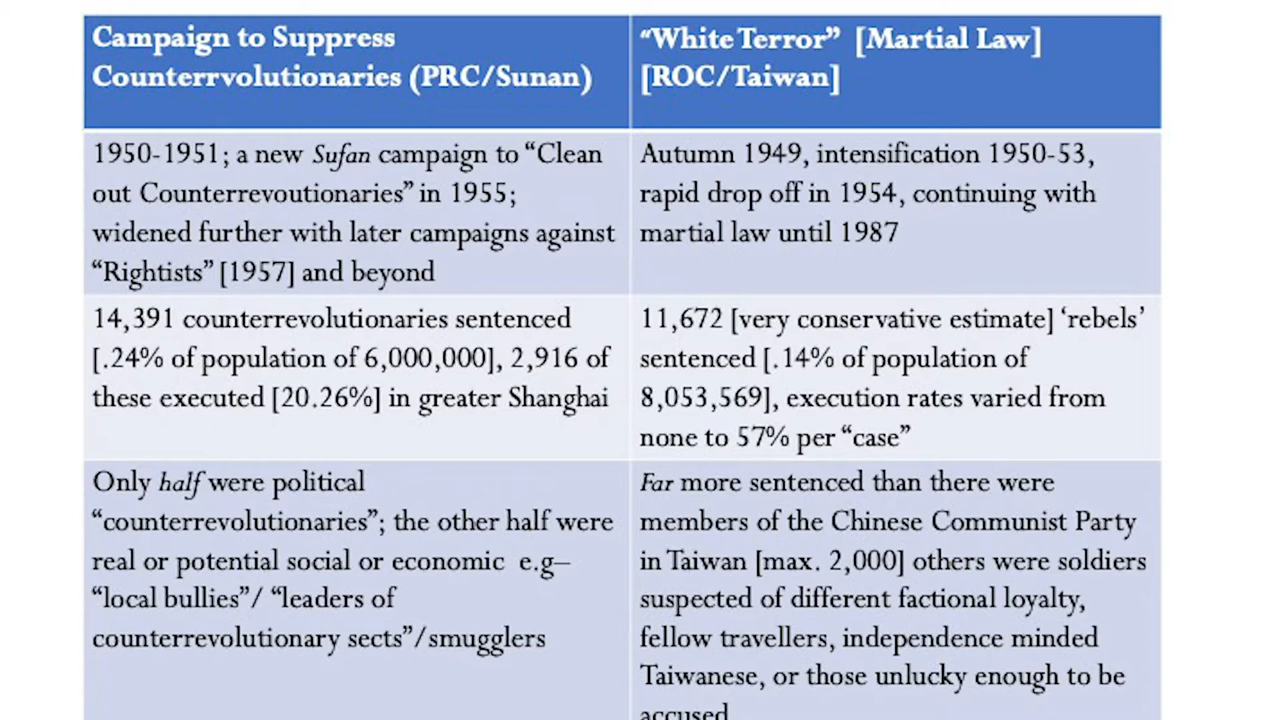 Campaign to Suppress
Counterrvolutionaries (PRC/Sunan)
“White Terror” [Martial Law]
[ROC/Taiwan]
1950-1951; a new Sufan campaign to “Clean
out Counterrevoutionaries” in 1955;
widened further with later campaigns against
“Rightists” [1957] and beyond
Autumn 1949, intensification 1950-53,
rapid drop off in 1954, continuing with
martial law until 1987
14,391 counterrevolutionaries sentenced
[.24% of population of 6,000,000], 2,916 of
these executed [20.26%] in greater Shanghai
11,672 [very conservative estimate] ‘rebels’
sentenced [.14% of population of
8,053,569], execution rates varied from
none to 57% per “case”
Only half were political
“counterrevolutionaries”; the other half were
real or potential social or economic e.g–
“local bullies”/ “leaders of
counterrevolutionary sects”/smugglers
Far more sentenced than there were
members of the Chinese Communist Party
in Taiwan [max. 2,000] others were soldiers
suspected of different factional loyalty,
fellow travellers, independence minded
Taiwanese, or those unlucky enough to be
accused